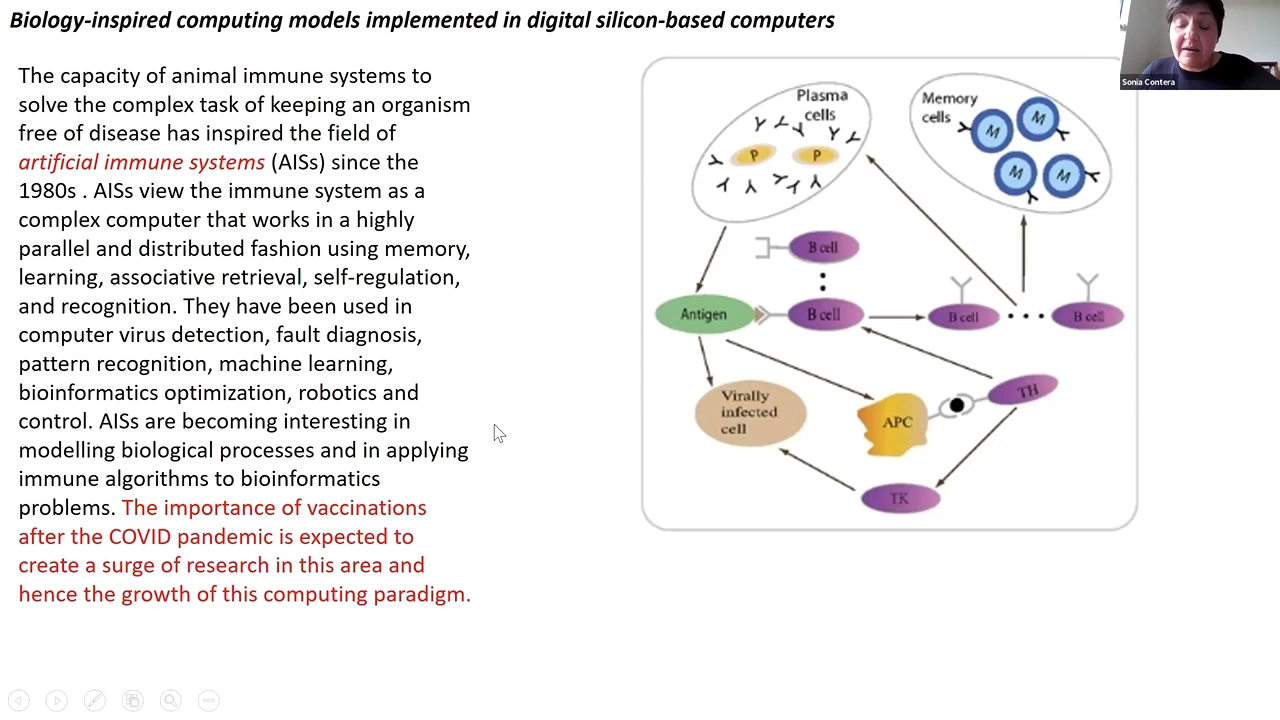 Biology-inspired computing models implemented in digital silicon-based computers
Sonia Contera
The capacity of animal immune systems to
solve the complex task of keeping an organism
free of disease has inspired the field of
artificial immune systems (AISs) since the
1980s . AISs view the immune system as a
complex computer that works in a highly
parallel and distributed fashion using memory,
learning, associative retrieval, self-regulation,
and recognition. They have been used in
computer virus detection, fault diagnosis,
pattern recognition, machine learning,
bioinformatics optimization, robotics and
control. AISs are becoming interesting in
modelling biological processes and in applying
immune algorithms to bioinformatics
problems. The importance of vaccinations
after the COVID pandemic is expected to
create a surge of research in this area and
hence the growth of this computing paradigm.
Plasma
cells
P
P
Memory
cells
M
M
M
M
B cell
Antigen
B cell
B cell
B cell
Virally
infected
cell
APC
TH
TK